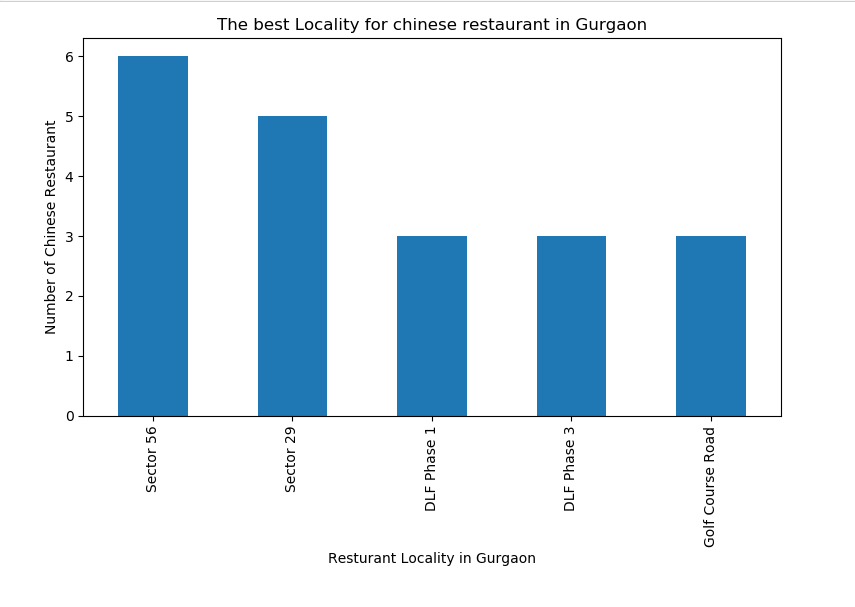 The best Locality for chinese restaurant in Gurgaon
Number of Chinese Restaurant
6
5
4
3
2
1
0
Sector 56
Sector 29
DLF Phase 1
DLF Phase 3
Golf Course Road
Resturant Locality in Gurgaon